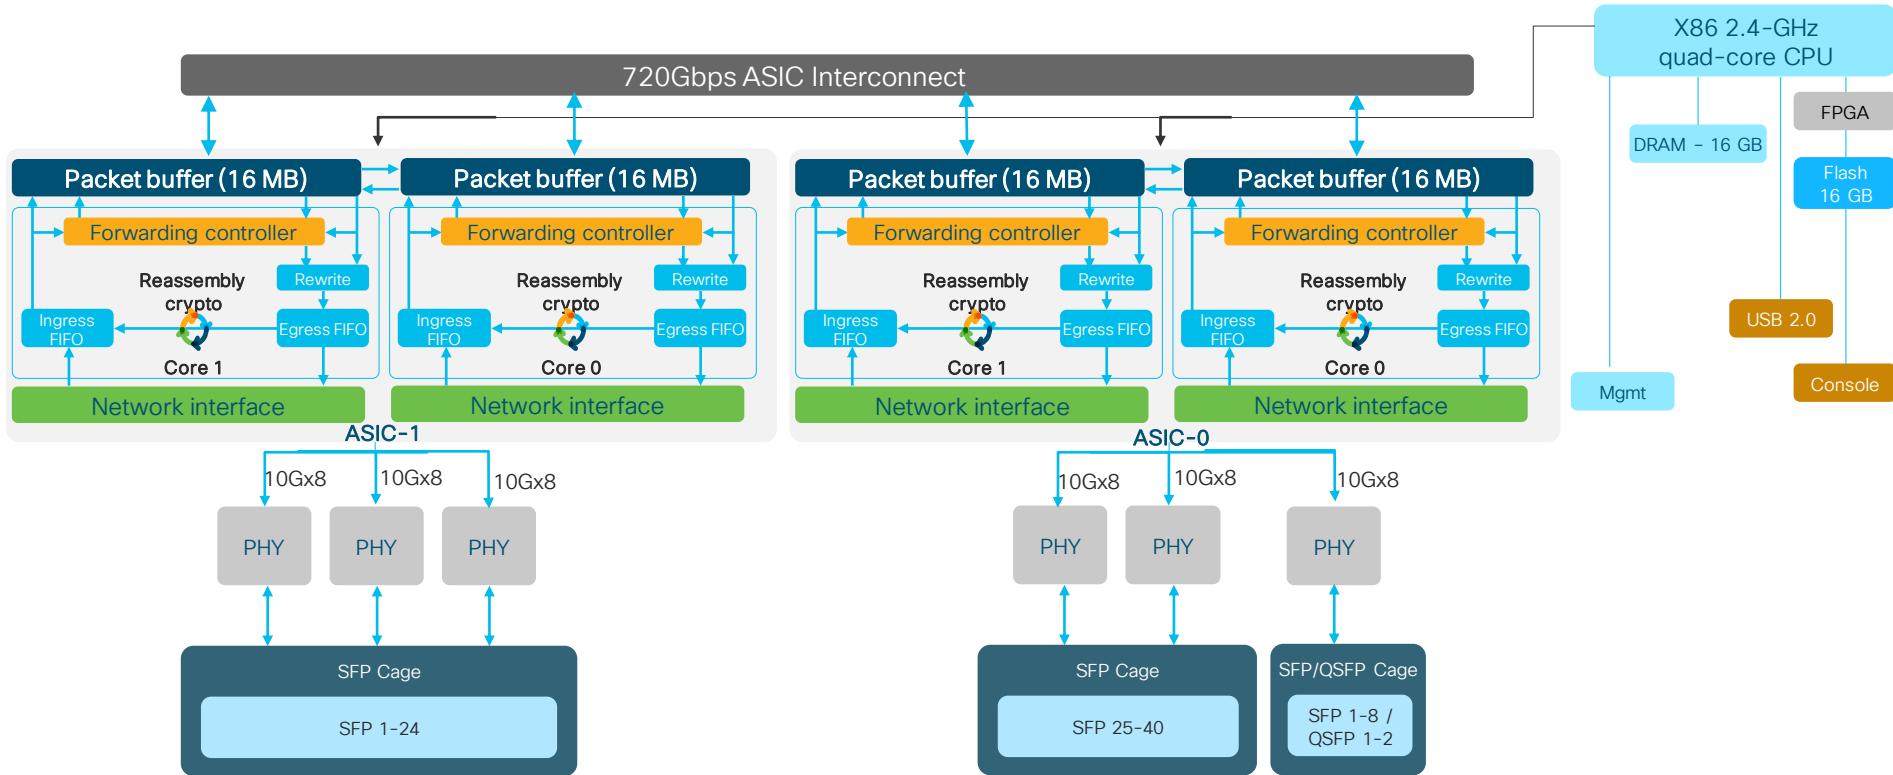 X86 2.4-GHz
quad-core CPU
720Gbps ASIC Interconnect
FPGA
DRAM - 16 GB
Flash
16 GB
USB 2.0
Mgmt
Console
Packet buffer (16 MB)
Packet buffer (16 MB)
Packet buffer (16 MB)
Packet buffer (16 MB)
Forwarding controller
Forwarding controller
Forwarding controller
Forwarding controller
Reassembly
crypto
Rewrite
Reassembly
crypto
Rewrite
Reassembly
crypto
Rewrite
Reassembly
crypto
Rewrite
Ingress
FIFO
Egress FIFO
Ingress
FIFO
Egress FIFO
Ingress
FIFO
Egress FIFO
Ingress
FIFO
Egress FIFO
Core 1
Core 0
Core 1
Core 0
Network interface
Network interface
Network interface
Network interface
ASIC-1
ASIC-0
10Gx8
10Gx8
10Gx8
10Gx8
10Gx8
10Gx8
PHY
PHY
PHY
PHY
PHY
PHY
SFP Cage
SFP 1-24
SFP Cage
SFP 25-40
SFP/QSFP Cage
SFP 1-8 /
QSFP 1-2